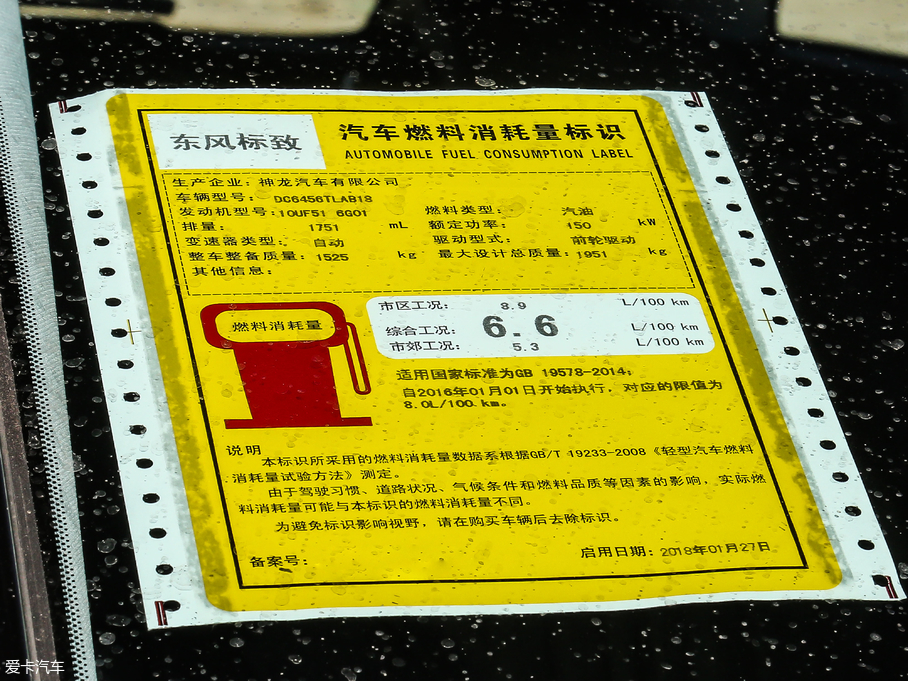 东风标致
汽车燃料消耗量标识
AUTOMOBILE FUEL CONSUMPTION LABEL
生产企业：神龙汽车有限公司
车辆型号： DC6456TLAB18
发动机型号：10UF51 6G01 燃料类型： 汽油
排量： 1751 mL 额定功率： 150 kW
变速器类型： 自动 驱动型式： 前轮驱动
整车整备质量：1525 kg 最大设计总质量：1951 kg
其他信息：
燃料消耗量
市区工况： 8.9 L/100 km
综合工况： 6.6 L/100 km
市郊工况： 5.3 L/100 km
适用国家标准为GB 19578-2014；
自2016年01月01日开始执行，对应的限值为
8.0L/100 km。
说明
本标识所采用的燃料消耗量数据系根据GB/T 19233-2008《轻型汽车燃料
消耗量试验方法》测定。
由于驾驶习惯、道路状况、气候条件和燃料品质等因素的影响，实际燃
料消耗量可能与本标识的燃料消耗量不同。
为避免标识影响视野，请在购买车辆后去除标识。
备案号： 启用日期：2018年01月27日
爱卡汽车